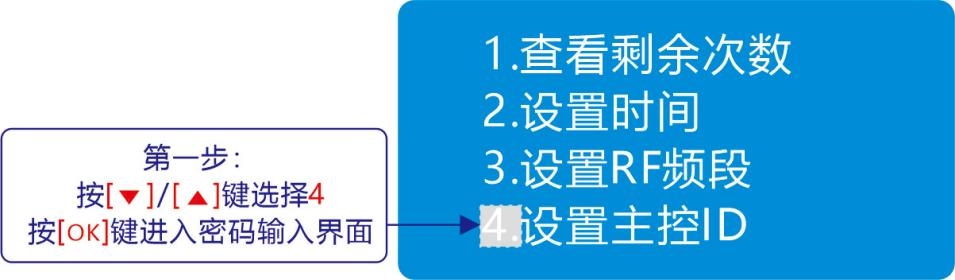 1.查看剩余次数
2.设置时间
3.设置RF频段
4.设置主控ID
第一步：
按[▼]/[▲]键选择4
按[OK]键进入密码输入界面